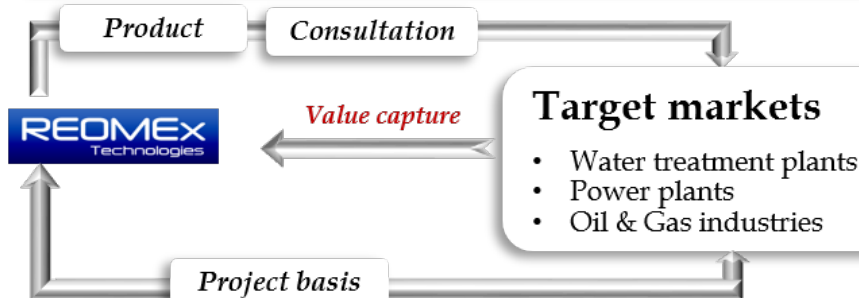 Product
Consultation
REOMEX
Technologies
Value capture
Target markets
• Water treatment plants
• Power plants
• Oil & Gas industries
Project basis